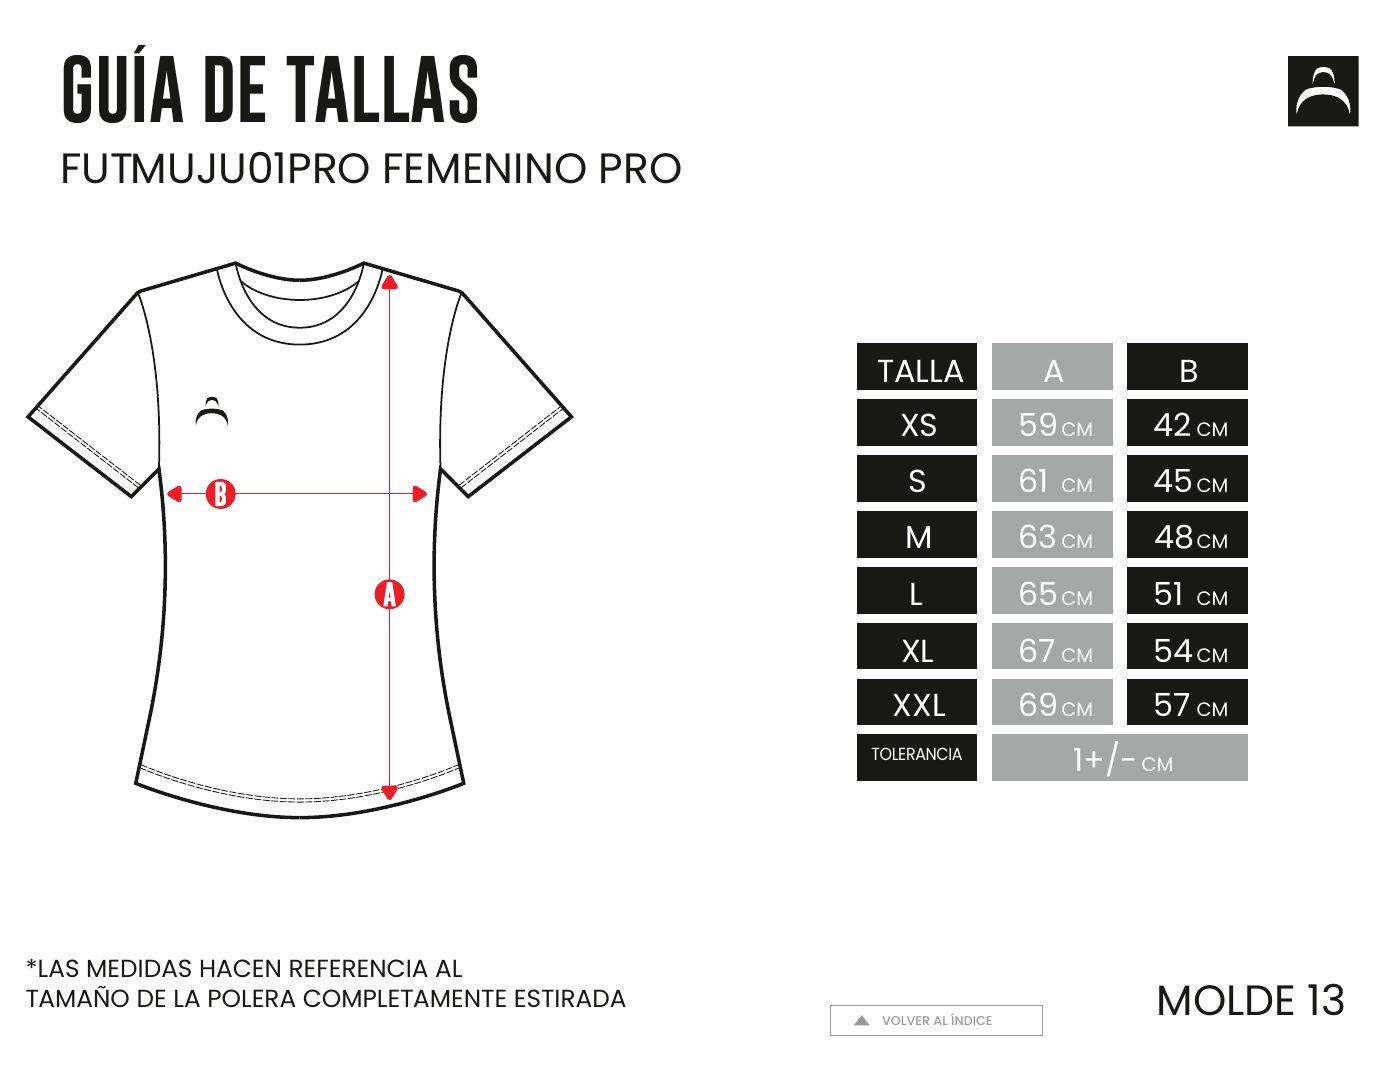 GUÍA DE TALLAS
FUTMUJU01PRO FEMENINO PRO
B
A
TALLA A B
XS 59 CM 42 CM
S 61 CM 45 CM
M 63 CM 48 CM
L 65 CM 51 CM
XL 67 CM 54 CM
XXL 69 CM 57 CM
TOLERANCIA 1+/- CM
*LAS MEDIDAS HACEN REFERENCIA AL
TAMAÑO DE LA POLERA COMPLETAMENTE ESTIRADA
VOLVER AL ÍNDICE
MOLDE 13